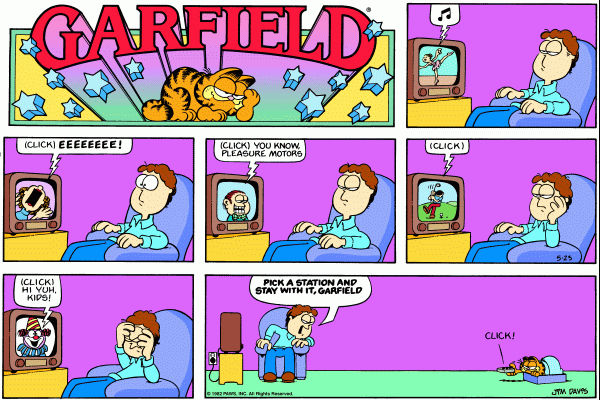 GARFIELD
®
♫
(CLICK) EEEEEEEE!
(CLICK) YOU KNOW,
PLEASURE MOTORS
(CLICK)
5-25
(CLICK)
HI YUH,
KIDS!
PICK A STATION AND
STAY WITH IT, GARFIELD
CLICK!
© 1982 PAWS, INC. All Rights Reserved.
JIM DAVIS